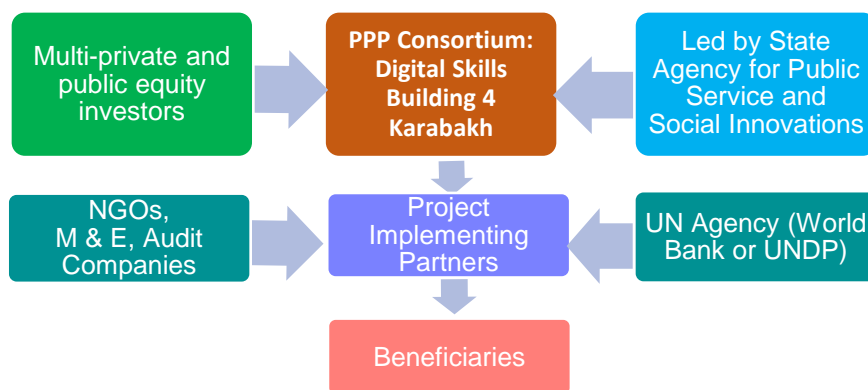 Multi-private and
public equity
investors
PPP Consortium:
Digital Skills
Building 4
Karabakh
Led by State
Agency for Public
Service and
Social Innovations
NGOs,
M & E, Audit
Companies
Project
Implementing
Partners
UN Agency (World
Bank or UNDP)
Beneficiaries